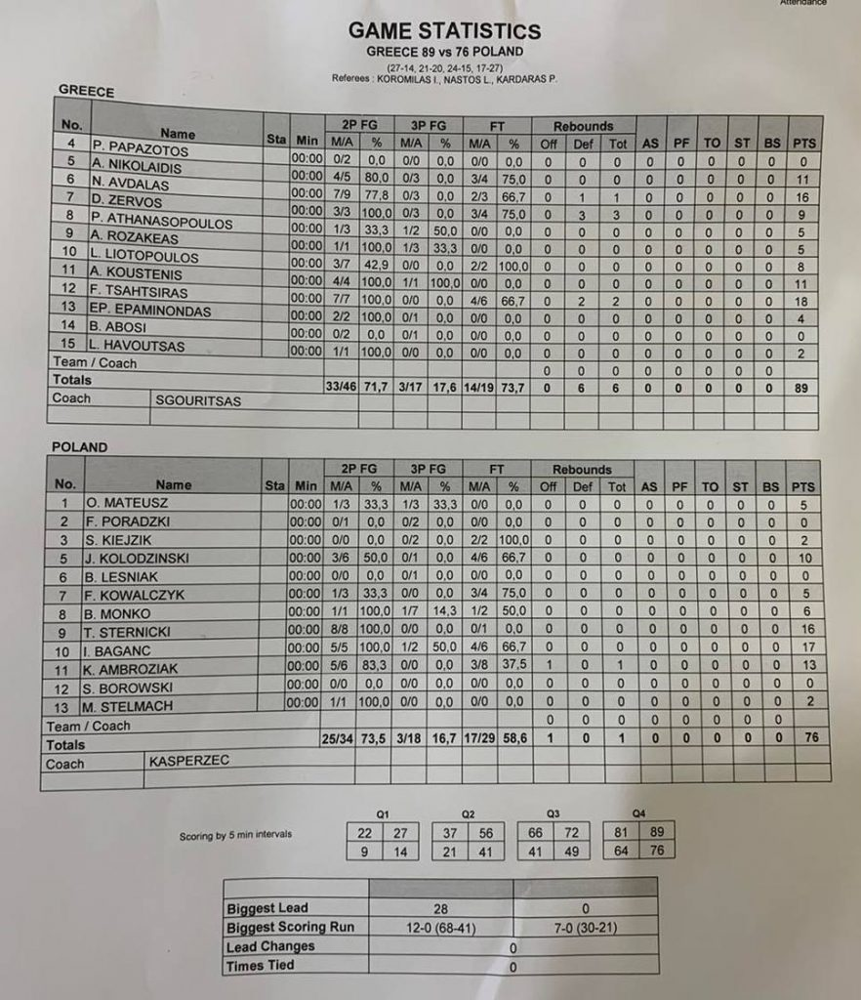 Attendance
GAME STATISTICS
GREECE 89 vs 76 POLAND
(27-14, 21-20, 24-15, 17-27)
Referees : KOROMILAS I., NASTOS L., KARDARAS P.
GREECE
2P FG 3P FG FT Rebounds
No. Name Sta Min M/A % M/A % M/A % Off Def Tot AS PF TO ST BS PTS
4 P. PAPAZOTOS 00:00 0/2 0,0 0/0 0,0 0/0 0,0 0 0 0 0 0 0 0 0 0
5 A. NIKOLAIDIS 00:00 4/5 80,0 0/3 0,0 3/4 75,0 0 0 0 0 0 0 0 0 11
6 N. AVDALAS 00:00 7/9 77,8 0/3 0,0 2/3 66,7 0 1 1 0 0 0 0 0 16
7 D. ZERVOS 00:00 3/3 100,0 0/3 0,0 3/4 75,0 0 3 3 0 0 0 0 0 9
8 P. ATHANASOPOULOS 00:00 1/3 33,3 1/2 50,0 0/0 0,0 0 0 0 0 0 0 0 0 5
9 A. ROZAKEAS 00:00 1/1 100,0 1/3 33,3 0/0 0,0 0 0 0 0 0 0 0 0 5
10 L. LIOTOPOULOS 00:00 3/7 42,9 0/0 0,0 2/2 100,0 0 0 0 0 0 0 0 0 8
11 A. KOUSTENIS 00:00 4/4 100,0 1/1 100,0 0/0 0,0 0 0 0 0 0 0 0 0 11
12 F. TSAHTSIRAS 00:00 7/7 100,0 0/0 0,0 4/6 66,7 0 2 2 0 0 0 0 0 18
13 EP. EPAMINONDAS 00:00 2/2 100,0 0/1 0,0 0/0 0,0 0 0 0 0 0 0 0 0 4
14 B. ABOSI 00:00 0/2 0,0 0/1 0,0 0/0 0,0 0 0 0 0 0 0 0 0 0
15 L. HAVOUTSAS 00:00 1/1 100,0 0/0 0,0 0/0 0,0 0 0 0 0 0 0 0 0 2
Team / Coach 0 0 0 0 0 0 0 0
Totals 33/46 71,7 3/17 17,6 14/19 73,7 0 6 6 0 0 0 0 0 89
Coach SGOURITSAS
POLAND
2P FG 3P FG FT Rebounds
No. Name Sta Min M/A % M/A % M/A % Off Def Tot AS PF TO ST BS PTS
1 O. MATEUSZ 00:00 1/3 33,3 1/3 33,3 0/0 0,0 0 0 0 0 0 0 0 0 5
2 F. PORADZKI 00:00 0/1 0,0 0/2 0,0 0/0 0,0 0 0 0 0 0 0 0 0 0
3 S. KIEJZIK 00:00 0/0 0,0 0/2 0,0 2/2 100,0 0 0 0 0 0 0 0 0 2
5 J. KOLODZINSKI 00:00 3/6 50,0 0/1 0,0 4/6 66,7 0 0 0 0 0 0 0 0 10
6 B. LESNIAK 00:00 0/0 0,0 0/1 0,0 0/0 0,0 0 0 0 0 0 0 0 0 0
7 F. KOWALCZYK 00:00 1/3 33,3 0/0 0,0 3/4 75,0 0 0 0 0 0 0 0 0 5
8 B. MONKO 00:00 1/1 100,0 1/7 14,3 1/2 50,0 0 0 0 0 0 0 0 0 6
9 T. STERNICKI 00:00 8/8 100,0 0/0 0,0 0/1 0,0 0 0 0 0 0 0 0 0 16
10 I. BAGANC 00:00 5/5 100,0 1/2 50,0 4/6 66,7 0 0 0 0 0 0 0 0 17
11 K. AMBROZIAK 00:00 5/6 83,3 0/0 0,0 3/8 37,5 1 0 1 0 0 0 0 0 13
12 S. BOROWSKI 00:00 0/0 0,0 0/0 0,0 0/0 0,0 0 0 0 0 0 0 0 0 0
13 M. STELMACH 00:00 1/1 100,0 0/0 0,0 0/0 0,0 0 0 0 0 0 0 0 0 2
Team / Coach 0 0 0 0 0 0 0 0
Totals 25/34 73,5 3/18 16,7 17/29 58,6 1 0 1 0 0 0 0 0 76
Coach KASPERZEC
Q1 Q2 Q3 Q4
Scoring by 5 min intervals 22 27 37 56 66 72 81 89
9 14 21 41 41 49 64 76
Biggest Lead 28 0
Biggest Scoring Run 12-0 (68-41) 7-0 (30-21)
Lead Changes 0
Times Tied 0